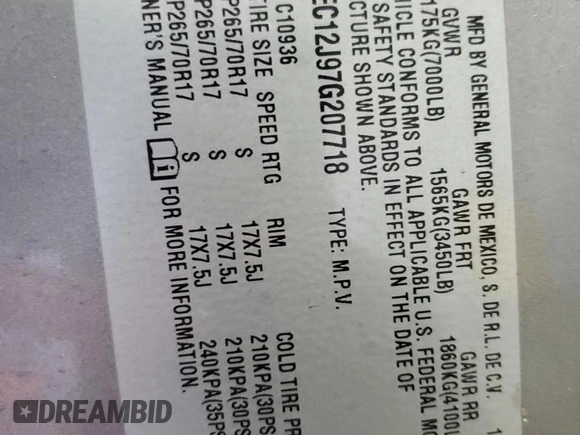 MFD BY GENERAL MOTORS DE MEXICO, S. DE R.L. DE C.V.
GVWR GAWR FRT GAWR RR
175KG(7000LB) 1565KG(3450LB) 1860KG(4100L
ICLE CONFORMS TO ALL APPLICABLE U.S. FEDERAL MO
SAFETY STANDARDS IN EFFECT ON THE DATE OF
CTURE SHOWN ABOVE.
EC12J97G207718 TYPE: M.P.V.
C10936
TIRE SIZE SPEED RTG RIM COLD TIRE PR
P265/70R17 S 17X7.5J 210KPA(30PS
P265/70R17 S 17X7.5J 210KPA(30PS
P265/70R17 S 17X7.5J 240KPA(35PS
NER'S MANUAL i FOR MORE INFORMATION.
DREAMBID